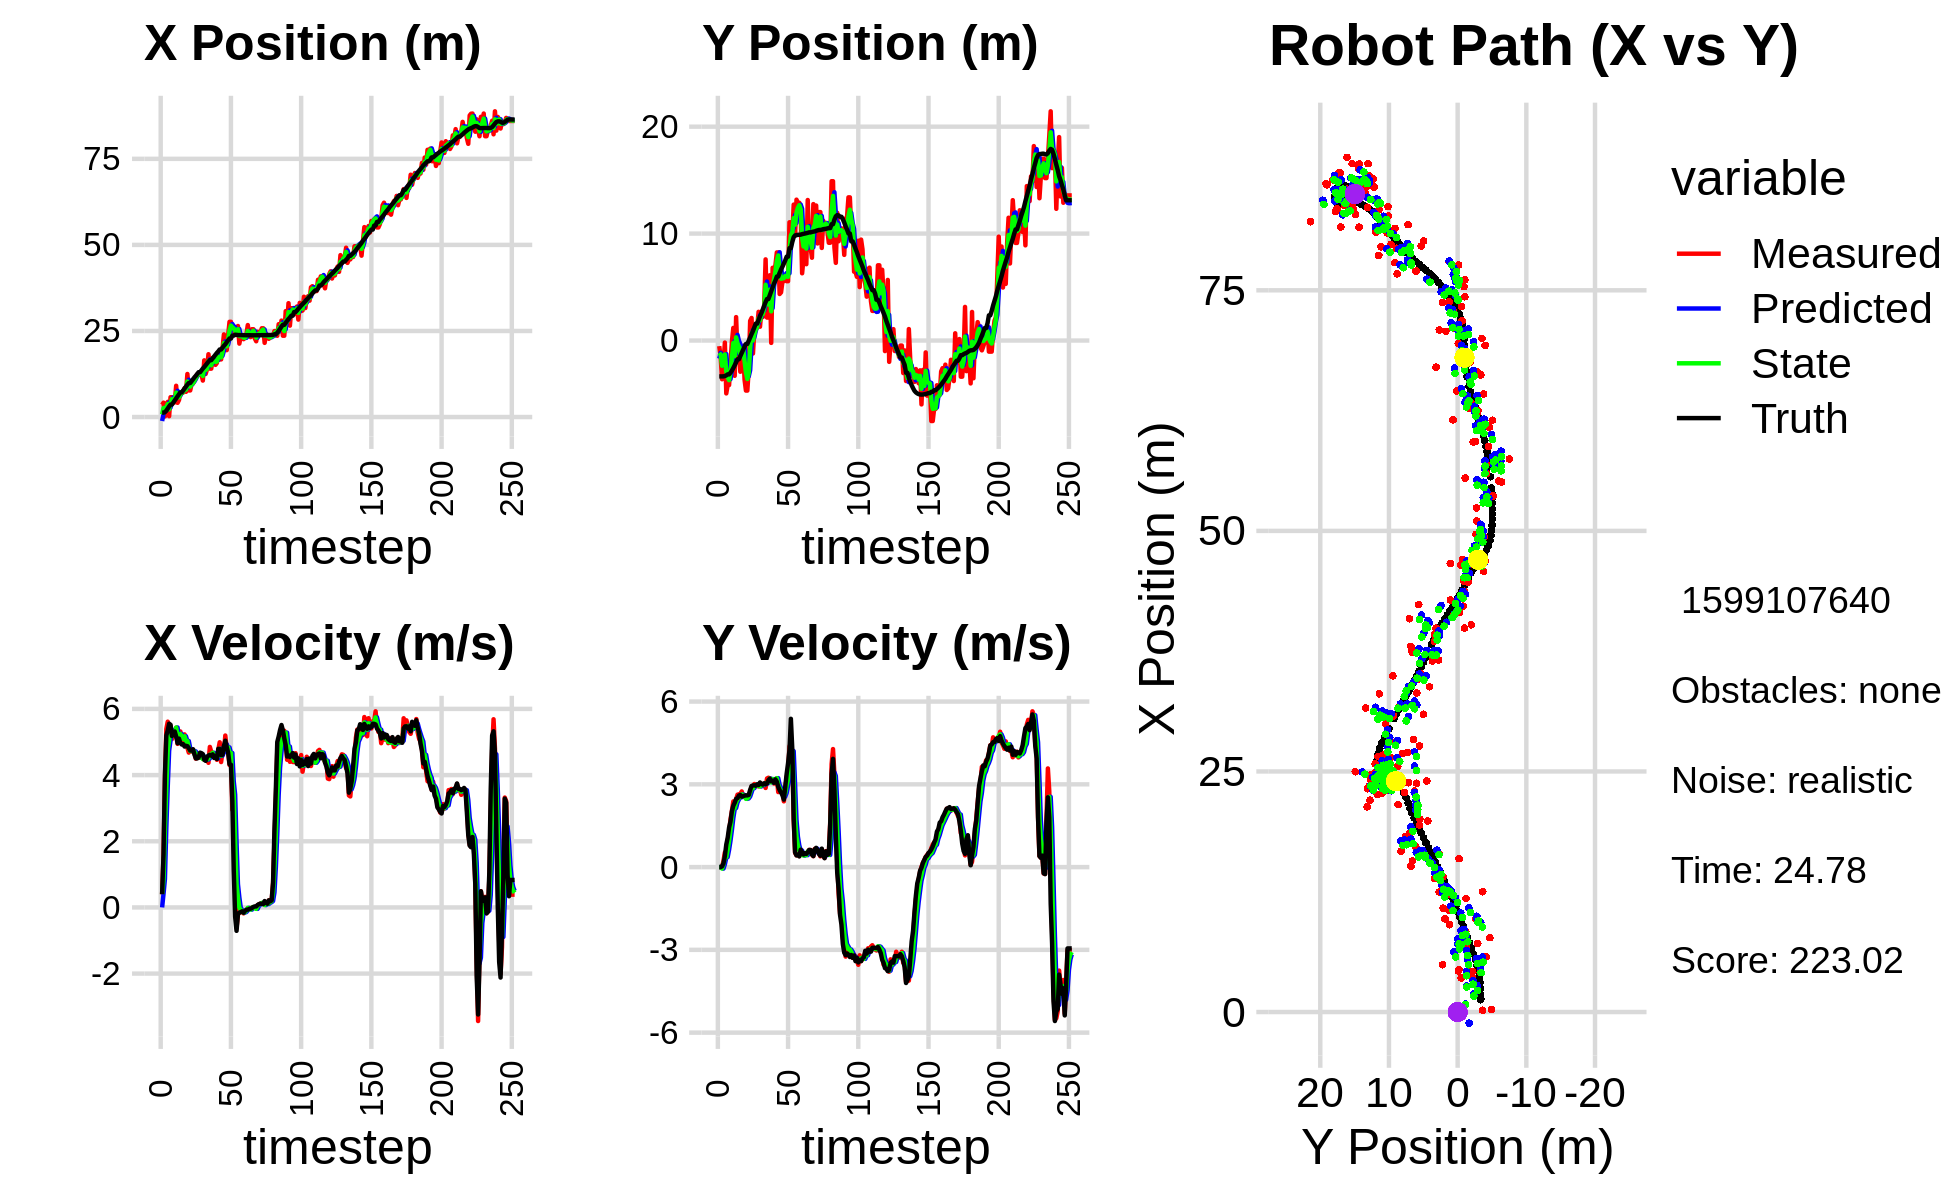 X Position (m)
75
50
25
0
0 50 100 150 200 250
timestep
Y Position (m)
20
10
0
0 50 100 150 200 250
timestep
X Velocity (m/s)
6
4
2
0
-2
0 50 100 150 200 250
timestep
Y Velocity (m/s)
6
3
0
-3
-6
0 50 100 150 200 250
timestep
Robot Path (X vs Y)
X Position (m)
75
50
25
0
20 10 0 -10 -20
Y Position (m)
variable
Measured
Predicted
State
Truth
1599107640
Obstacles: none
Noise: realistic
Time: 24.78
Score: 223.02